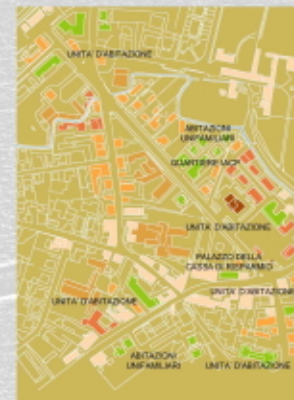 UNITA' D'ABITAZIONE
ABITAZIONI
UNIFAMILIARI
QUARTIERE IACP
UNITA' D'ABITAZIONE
PALAZZO DELLA
CASSA DI RISPARMIO
UNITA' D'ABITAZIONE
UNITA' D'ABITAZIONE
ABITAZIONI
UNIFAMILIARI
UNITA' D'ABITAZIONE